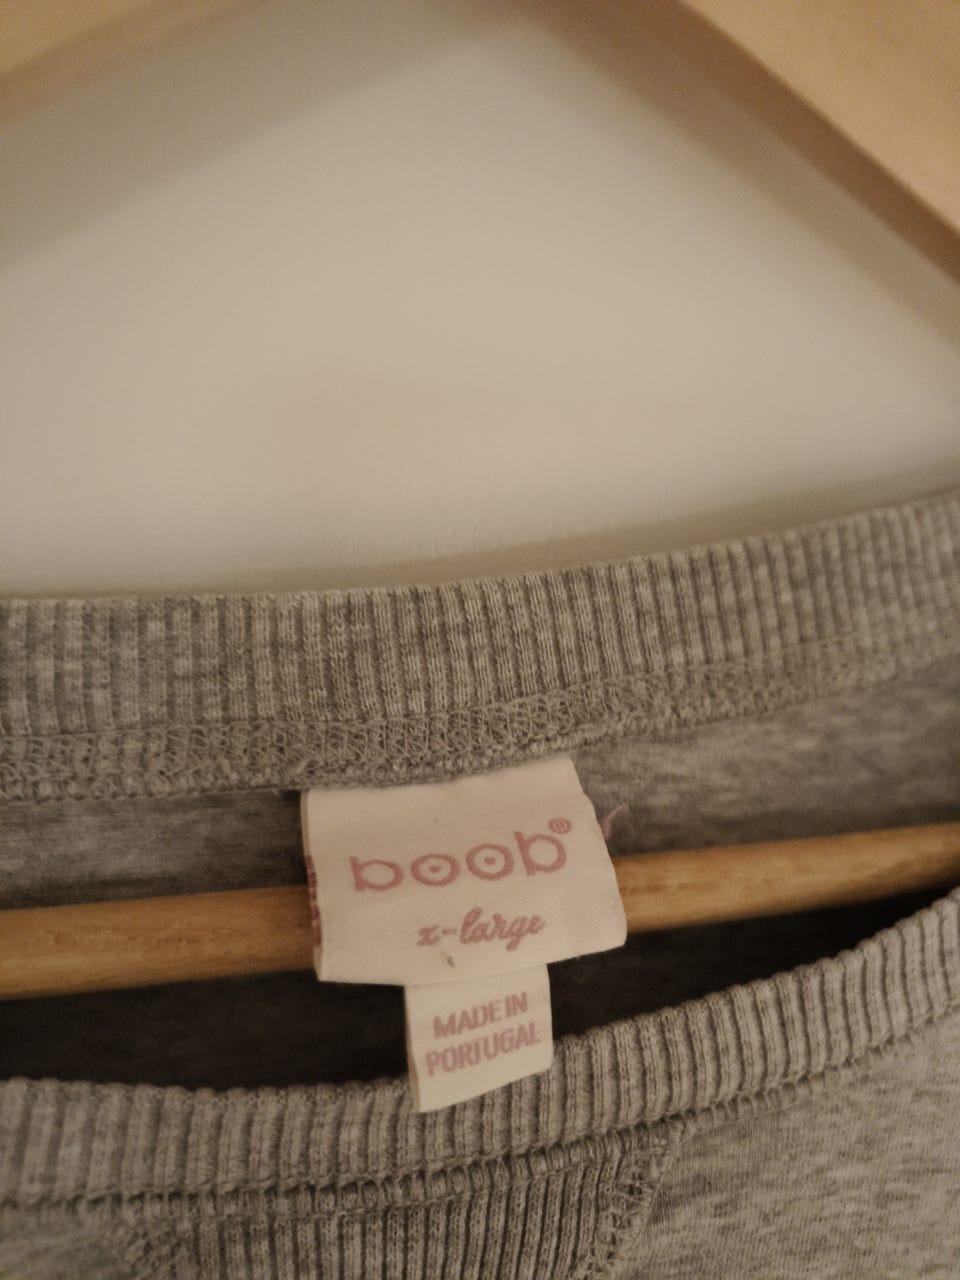 boob®
x-large
MADE IN
PORTUGAL